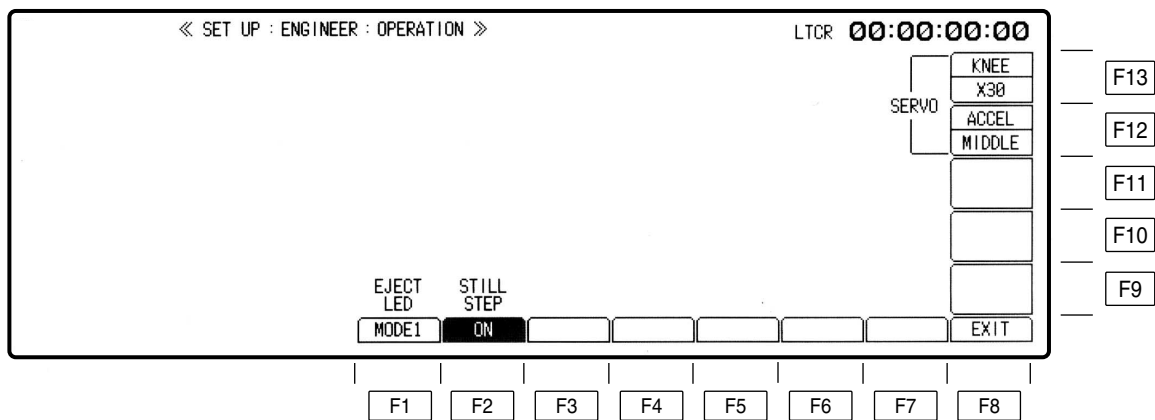 ≪ SET UP : ENGINEER : OPERATION ≫ LTCR 00:00:00:00
KNEE
X30
SERVO
ACCEL
MIDDLE
F13
F12
F11
F10
F9
EJECT LED
STILL STEP
MODE1 ON EXIT
F1 F2 F3 F4 F5 F6 F7 F8